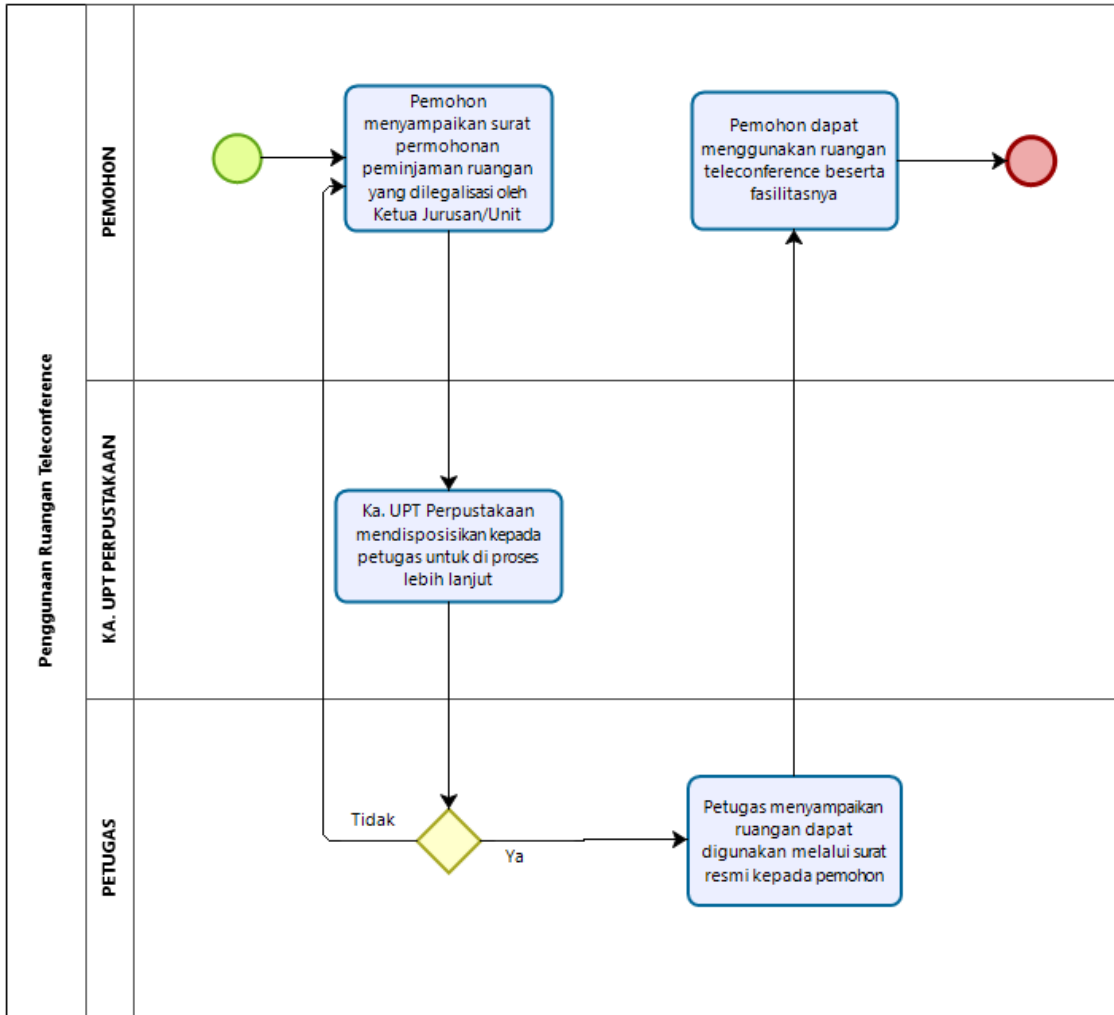 Penggunaan Ruangan Teleconference
PEMOHON
Pemohon
menyampaikan surat
permohonan
peminjaman ruangan
yang dilegalisasi oleh
Ketua Jurusan/Unit
Pemohon dapat
menggunakan ruangan
teleconference beserta
fasilitasnya
KA. UPT PERPUSTAKAAN
Ka. UPT Perpustakaan
mendisposisikan kepada
petugas untuk di proses
lebih lanjut
PETUGAS
Tidak
Ya
Petugas menyampaikan
ruangan dapat
digunakan melalui surat
resmi kepada pemohon